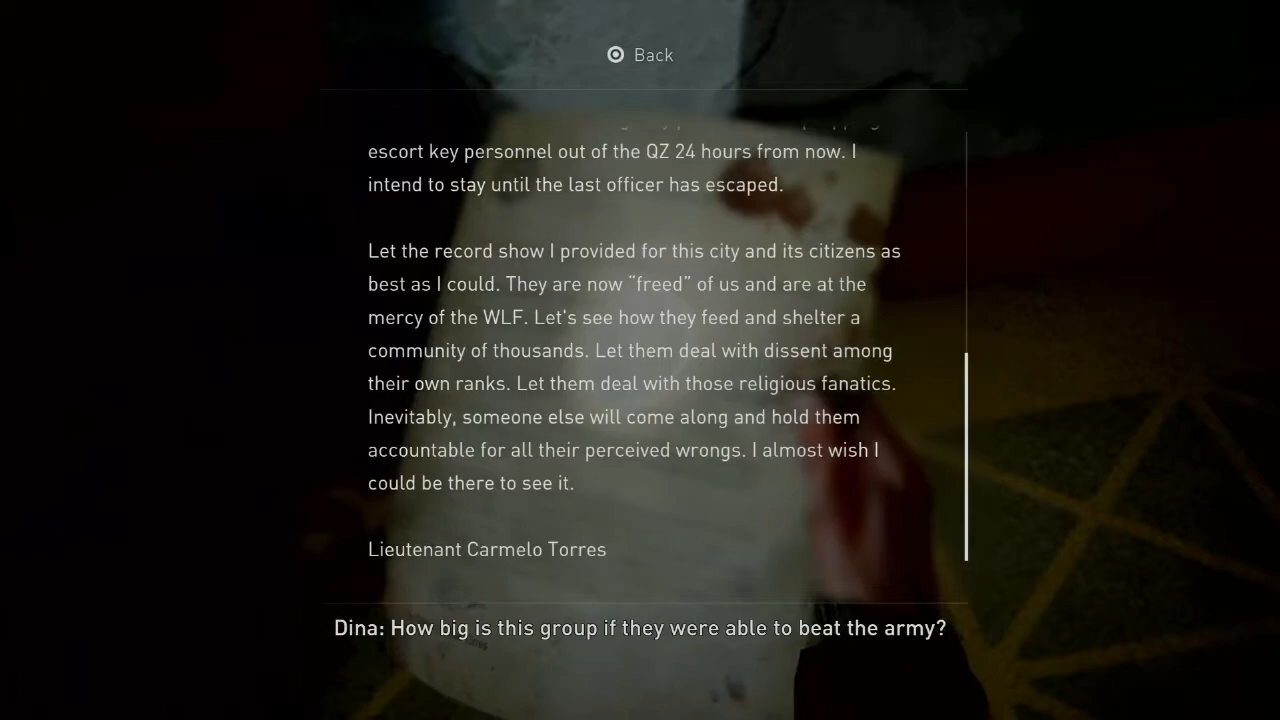 Back
escort key personnel out of the QZ 24 hours from now. I
intend to stay until the last officer has escaped.
Let the record show I provided for this city and its citizens as
best as I could. They are now "freed" of us and are at the
mercy of the WLF. Let's see how they feed and shelter a
community of thousands. Let them deal with dissent among
their own ranks. Let them deal with those religious fanatics.
Inevitably, someone else will come along and hold them
accountable for all their perceived wrongs. I almost wish I
could be there to see it.
Lieutenant Carmelo Torres
Dina: How big is this group if they were able to beat the army?